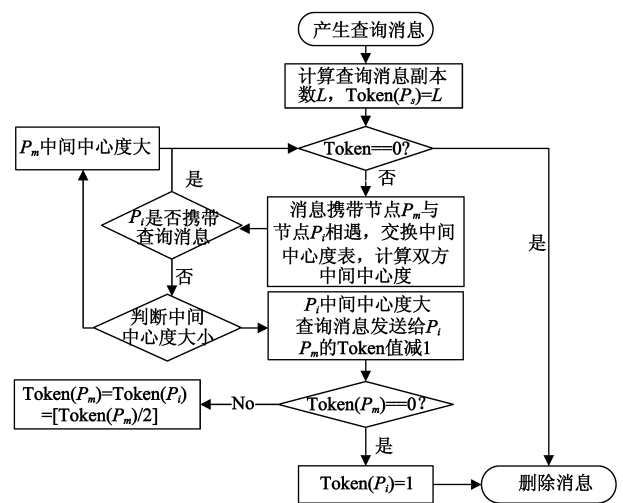 产生查询消息
计算查询消息副本
数L，Token(Ps)=L
Pm中间中心度大
Token==0?
是
否
Pi是否携带
查询消息
消息携带节点Pm与
节点Pi相遇，交换中间
中心度表，计算双方
中间中心度
是
否
判断中间
中心度大小
Pi中间中心度大
查询消息发送给Pi
Pm的Token值减1
Token(Pm)=Token(Pi)
=[Token(Pm)/2]
No
Token(Pm)==0?
是
Token(Pi)=1
删除消息